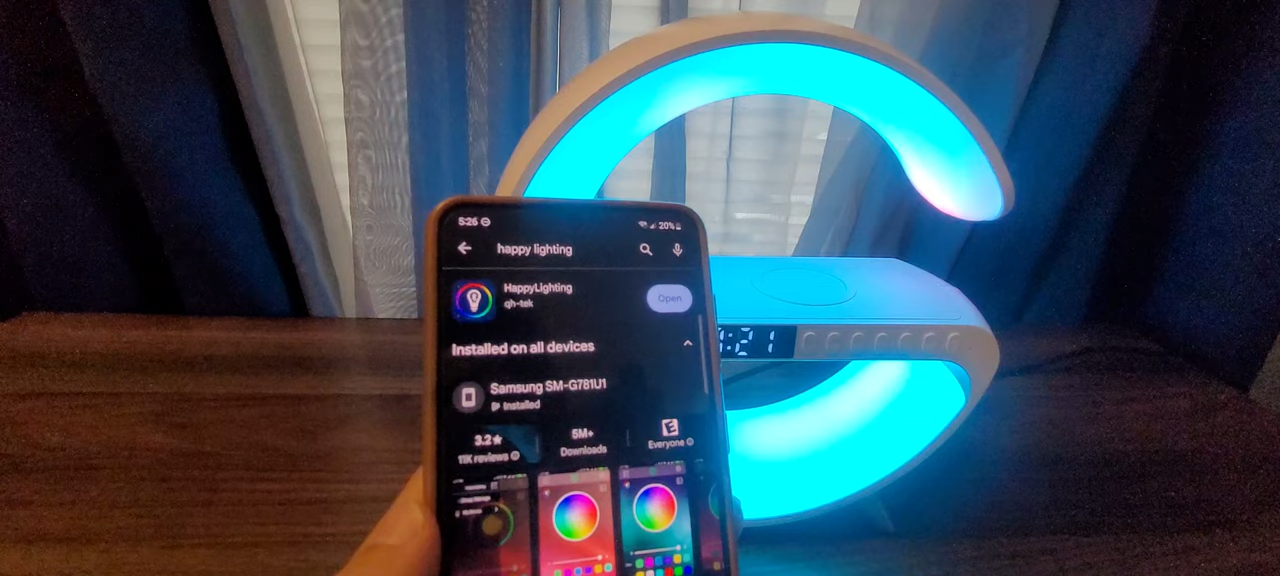 5:26 20%
happy lighting
HappyLighting
qh-tek
Open
Installed on all devices
Samsung SM-G781U1
Installed
3.2★ 5M+ E
11K reviews Downloads Everyone
:21